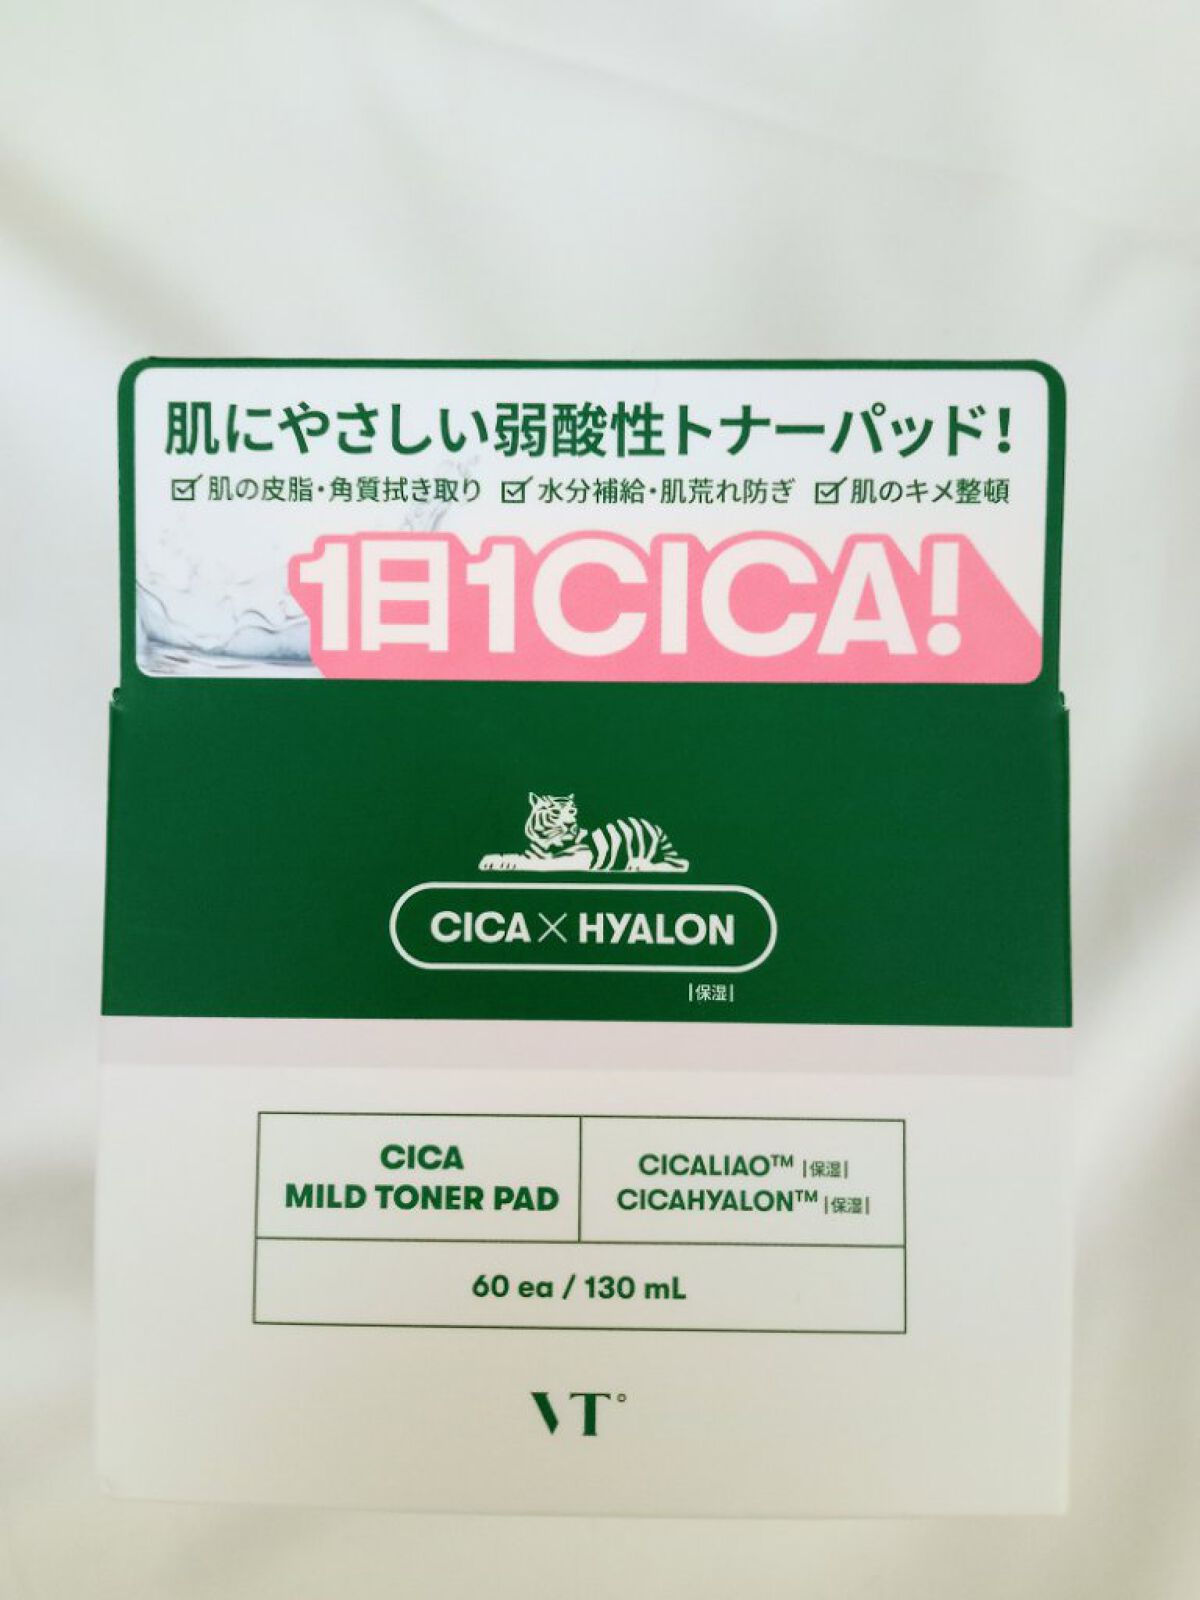 肌にやさしい弱酸性トナーパッド!
☑肌の皮脂・角質拭き取り ☑水分補給・肌荒れ防ぎ ☑肌のキメ整頓
1日1CICA!
CICA×HYALON
|保湿|
CICA
MILD TONER PAD
CICALIAO™ |保湿|
CICAHYALON™ |保湿|
60 ea / 130 mL
VT°